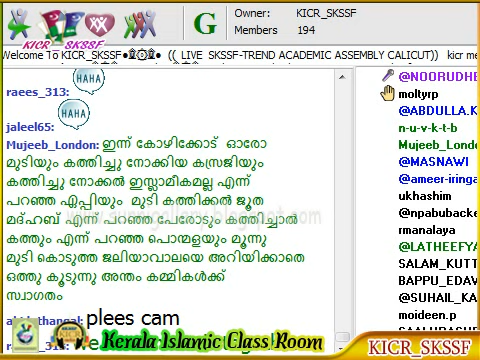 KICR_SKSSF
G
Owner: KICR_SKSSF
Members 194
Welcome To KICR_SKSSF (( LIVE SKSSF-TREND ACADEMIC ASSEMBLY CALICUT)) kicr me
raees_313: HAHA
jaleel65: HAHA
Mujeeb_London: ഇന്ന് കോഴിക്കോട് ഓരോ
മുടിയും കത്തിച്ചു നോക്കിയ കസ്രജിയും
കത്തിച്ചു നോക്കൽ ഇസ്ലാമീകമല്ല എന്ന്
പറഞ്ഞ ഏപ്പിയും മുടി കത്തിക്കൽ ജൂത
മദ്ഹബ് എന്ന് പറഞ്ഞ പേരോടും കത്തിച്ചാൽ
കത്തും എന്ന് പറഞ്ഞ പൊന്മളയും മൂന്നു
മുടി കൊടുത്ത ജലിയാവാലയെ അറിയിക്കാതെ
ഒത്തു കൂടുന്നു അന്തം കമ്മികൾക്ക്
സ്വാഗതം
plees cam
@NOORUDHE
moltyrp
@ABDULLA.K
n-u-v-k-t-b
Mujeeb_Londo
@MASNAWI
@ameer-iringa
ukhashim
@npabubacke
rmanalaya
@LATHEEFYA
SALAM_KUTT
BAPPU_EDAV
@SUHAIL_KA
moideen.p
Kerala Islamic Class Room
KICR_SKSSF